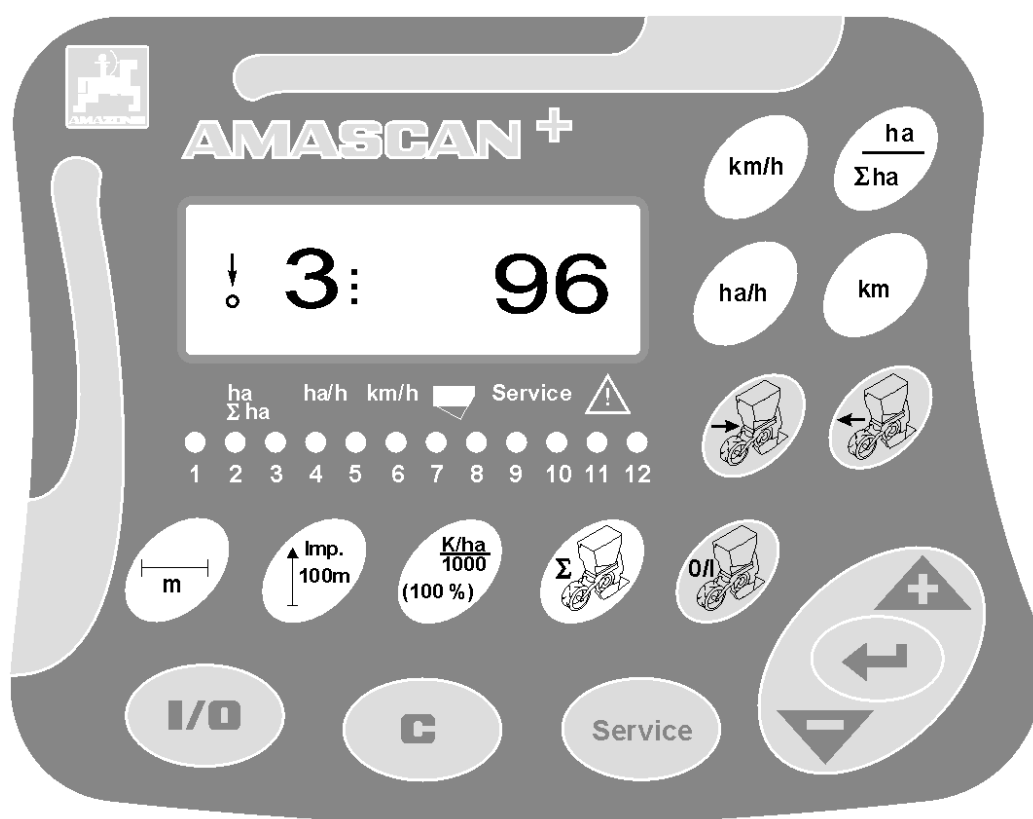 AMAZONE
AMASCAN +
km/h
ha
Σha
3 96
ha/h
km
ha ha/h km/h Service
Σ ha
1 2 3 4 5 6 7 8 9 10 11 12
m
Imp.
100m
K/ha
1000
(100 %)
Σ
0/I
I/O
C
Service